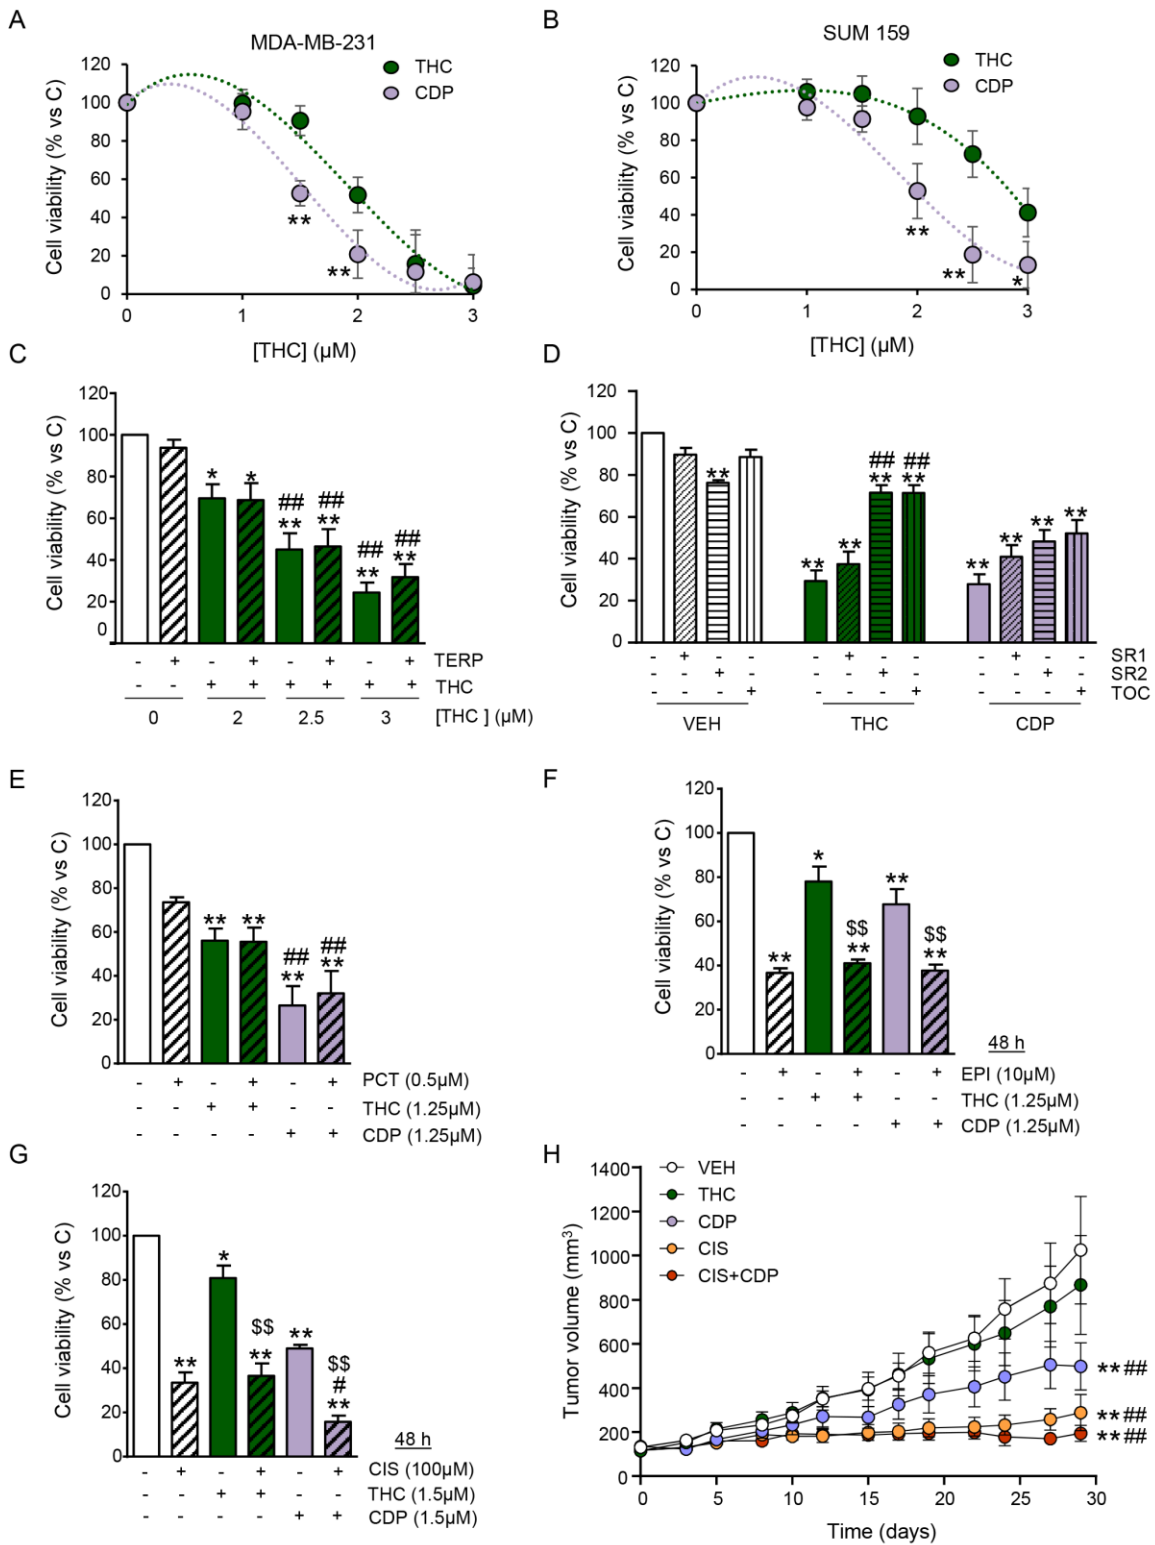 A
MDA-MB-231
THC
CDP
Cell viability (% vs C)
120
100
80
60
40
20
0
**
**
0 1 2 3
[THC] (µM)
B
SUM 159
THC
CDP
Cell viability (% vs C)
120
100
80
60
40
20
0
**
**
*
0 1 2 3
[THC] (µM)
C
Cell viability (% vs C)
120
100
80
60
40
20
0
* * ## ** ## ** ## ** ## **
- + - + - + - + TERP
- - + + + + + + THC
0 2 2.5 3 [THC ] (µM)
D
Cell viability (% vs C)
120
100
80
60
40
20
0
** ** ** ## ** ## ** ** ** ** **
- + - - - + - - - + - - SR1
- - + - - - + - - - + - SR2
- - - + - - - + - - - + TOC
VEH THC CDP
E
Cell viability (% vs C)
120
100
80
60
40
20
0
** ** ## ** ## **
- + - + - + PCT (0.5µM)
- - + + - - THC (1.25µM)
- - - - + + CDP (1.25µM)
F
Cell viability (% vs C)
120
100
80
60
40
20
0
** * $$ ** ** $$ **
48 h
- + - + - + EPI (10µM)
- - + + - - THC (1.25µM)
- - - - + + CDP (1.25µM)
G
Cell viability (% vs C)
120
100
80
60
40
20
0
** * $$ ** ** $$ # **
48 h
- + - + - + CIS (100µM)
- - + + - - THC (1.5µM)
- - - - + + CDP (1.5µM)
H
VEH
THC
CDP
CIS
CIS+CDP
Tumor volume (mm³)
1400
1200
1000
800
600
400
200
0
**##
**##
**##
0 5 10 15 20 25 30
Time (days)